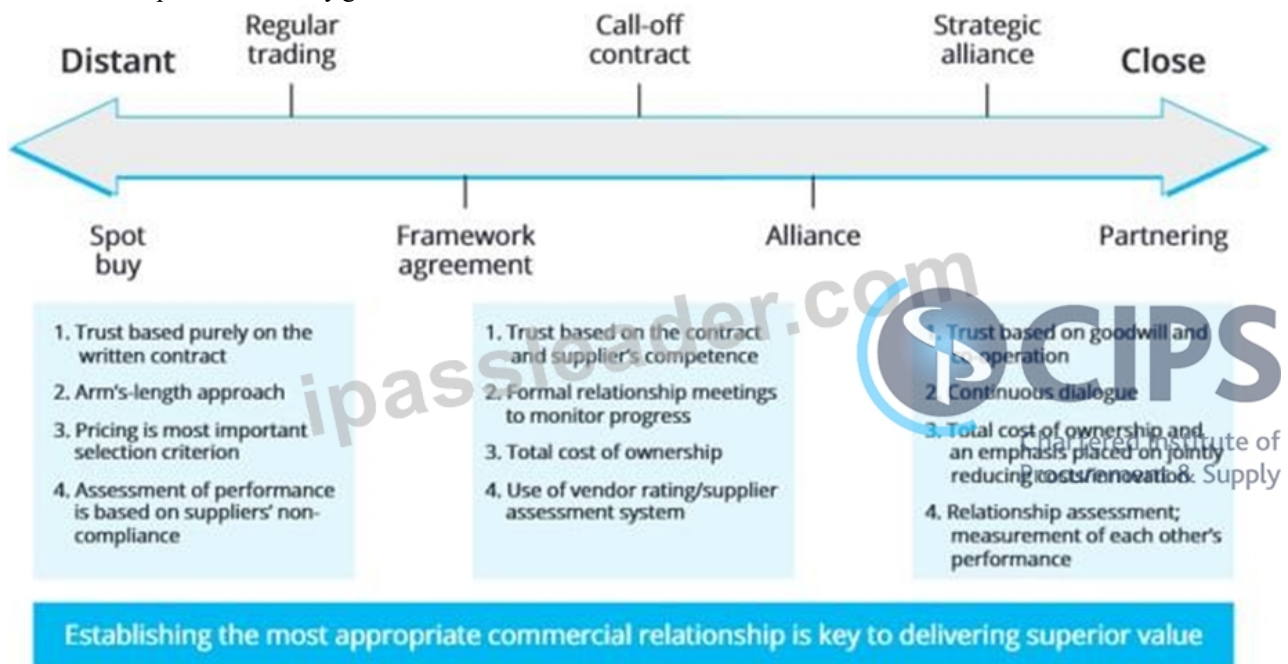 Regular
trading
Call-off
contract
Strategic
alliance
Distant
Close
Spot
buy
Framework
agreement
Alliance
Partnering
1. Trust based purely on the
written contract
2. Arm's-length approach
3. Pricing is most important
selection criterion
4. Assessment of performance
is based on suppliers' non-
compliance
1. Trust based on the contract
and supplier's competence
2. Formal relationship meetings
to monitor progress
3. Total cost of ownership
4. Use of vendor rating/supplier
assessment system
1. Trust based on goodwill and
co-operation
2. Continuous dialogue
3. Total cost of ownership and
an emphasis placed on jointly
reducing costs/innovation
4. Relationship assessment;
measurement of each other's
performance
ipassleader.com
CIPS
Chartered Institute of
Procurement & Supply
Establishing the most appropriate commercial relationship is key to delivering superior value